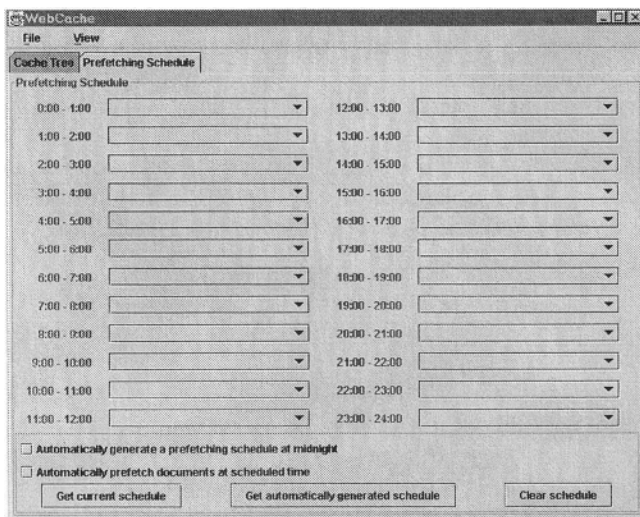 WebCache
File View
Cache Tree Prefetching Schedule
Prefetching Schedule
0:00 - 1:00
1:00 - 2:00
2:00 - 3:00
3:00 - 4:00
4:00 - 5:00
5:00 - 6:00
6:00 - 7:00
7:00 - 8:00
8:00 - 9:00
9:00 - 10:00
10:00 - 11:00
11:00 - 12:00
12:00 - 13:00
13:00 - 14:00
14:00 - 15:00
15:00 - 16:00
16:00 - 17:00
17:00 - 18:00
18:00 - 19:00
19:00 - 20:00
20:00 - 21:00
21:00 - 22:00
22:00 - 23:00
23:00 - 24:00
Automatically generate a prefetching schedule at midnight
Automatically prefetch documents at scheduled time
Get current schedule Get automatically generated schedule Clear schedule